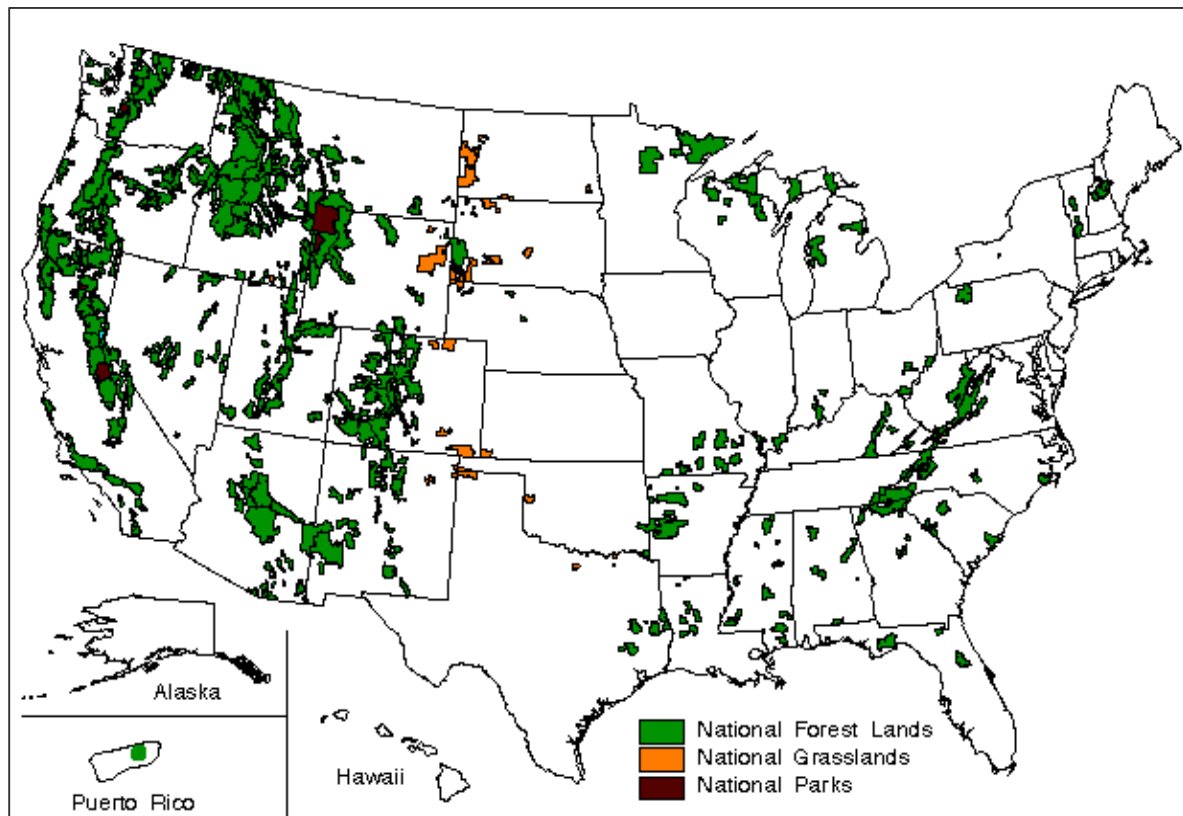 Alaska
Puerto Rico
Hawaii
National Forest Lands
National Grasslands
National Parks